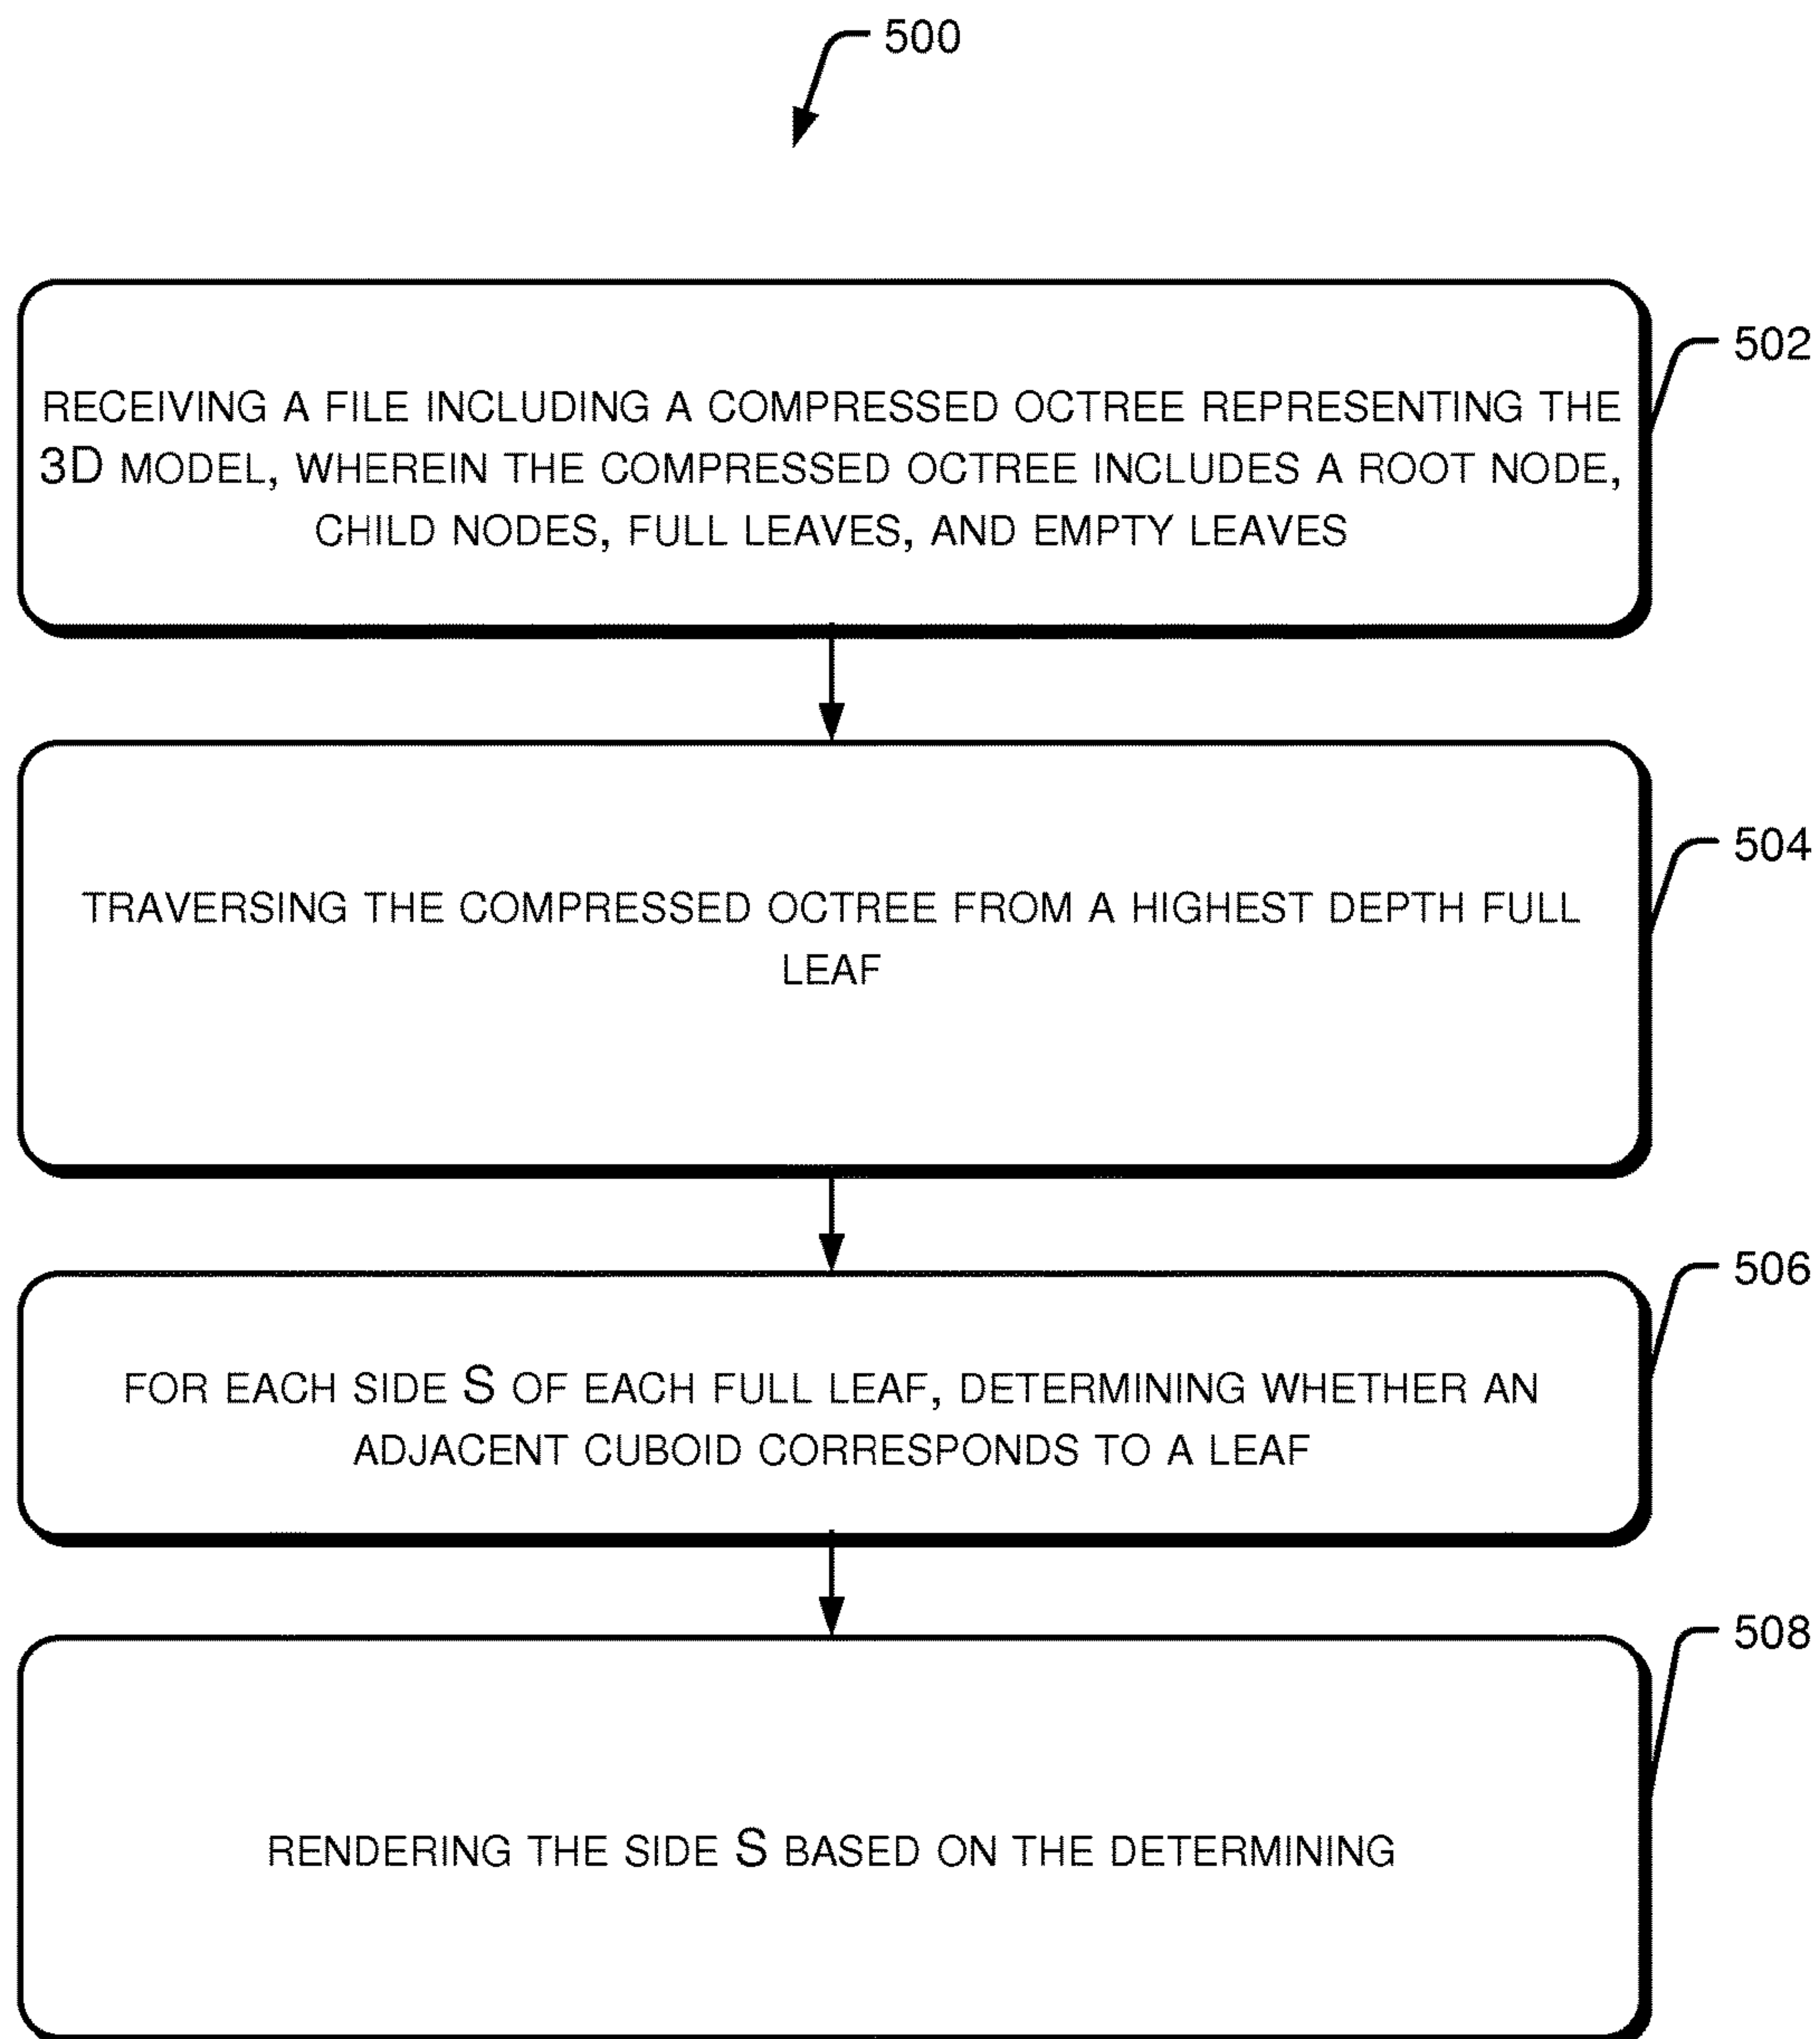 500
502
RECEIVING A FILE INCLUDING A COMPRESSED OCTREE REPRESENTING THE
3D MODEL, WHEREIN THE COMPRESSED OCTREE INCLUDES A ROOT NODE,
CHILD NODES, FULL LEAVES, AND EMPTY LEAVES
504
TRAVERSING THE COMPRESSED OCTREE FROM A HIGHEST DEPTH FULL
LEAF
506
FOR EACH SIDE S OF EACH FULL LEAF, DETERMINING WHETHER AN
ADJACENT CUBOID CORRESPONDS TO A LEAF
508
RENDERING THE SIDE S BASED ON THE DETERMINING